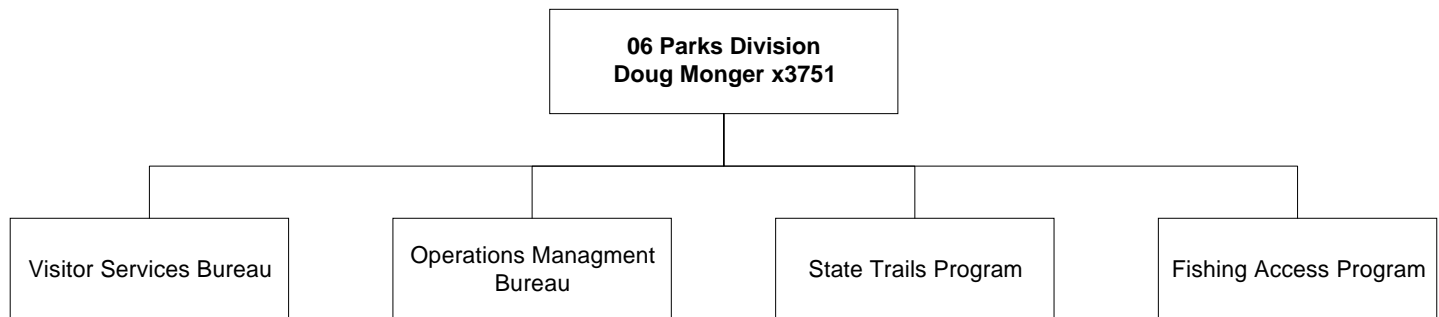 06 Parks Division
Doug Monger x3751
Visitor Services Bureau
Operations Managment
Bureau
State Trails Program
Fishing Access Program